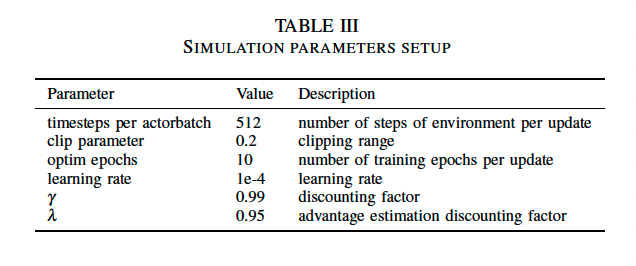 TABLE III
SIMULATION PARAMETERS SETUP
Parameter Value Description
timesteps per actorbatch 512 number of steps of environment per update
clip parameter 0.2 clipping range
optim epochs 10 number of training epochs per update
learning rate 1e-4 learning rate
γ 0.99 discounting factor
λ 0.95 advantage estimation discounting factor